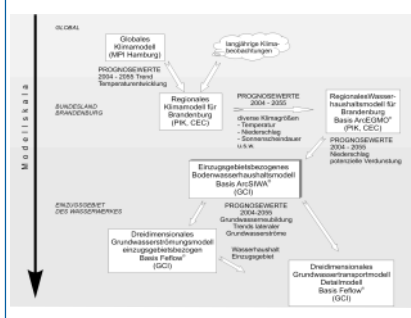 Modellskala
GLOBAL
Globales
Klimamodell
(MPI Hamburg)
langjährige Klima-
beobachtungen
PROGNOSEWERTE
2004 - 2055 Trend
Temperaturentwicklung
BUNDESLAND
BRANDENBURG
Regionales
Klimamodell für
Brandenburg
(PIK, CEC)
PROGNOSEWERTE
2004 - 2055
diverse Klimagrößen
- Temperatur
- Niederschlag
- Sonnenscheindauer
u.s.w.
RegionalesWasser-
haushaltsmodell für
Brandenburg
Basis ArcEGMO®
(PIK, CEC)
PROGNOSEWERTE
2004 - 2055
Niederschlag
potenzielle Verdunstung
Einzugsgebietsbezogenes
Bodenwasserhaushaltsmodell
Basis ArcSIWA®
(GCI)
EINZUGSGEBIET
DES WASSERWERKES
PROGNOSEWERTE
2004-2055
Grundwasserneubildung
Trends lateraler
Grundwasserströme
Dreidimensionales
Grundwasserströmungsmodell
einzugsgebietsbezogen
Basis Feflow®
(GCI)
Wasserhaushalt
Einzugsgebiet
Dreidimensionales
Grundwassertransportmodell
Detailmodell
Basis Feflow®
(GCI)